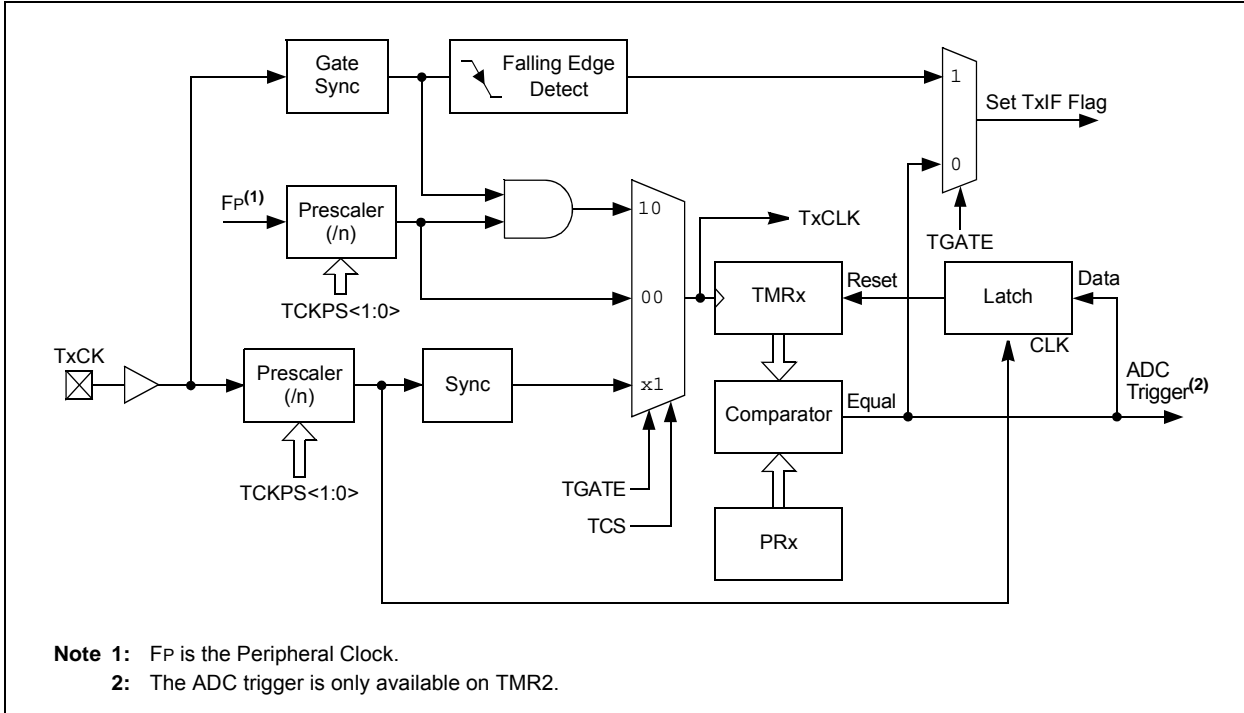 Gate
Sync
Falling Edge
Detect
1
Set TxIF Flag
0
FP(1)
Prescaler
(/n)
10
TxCLK
TGATE
TCKPS<1:0>
00
TMRx
Reset
Latch
Data
CLK
TxCK
Prescaler
(/n)
Sync
x1
Comparator
Equal
ADC
Trigger(2)
TCKPS<1:0>
TGATE
TCS
PRx
Note 1: FP is the Peripheral Clock.
2: The ADC trigger is only available on TMR2.